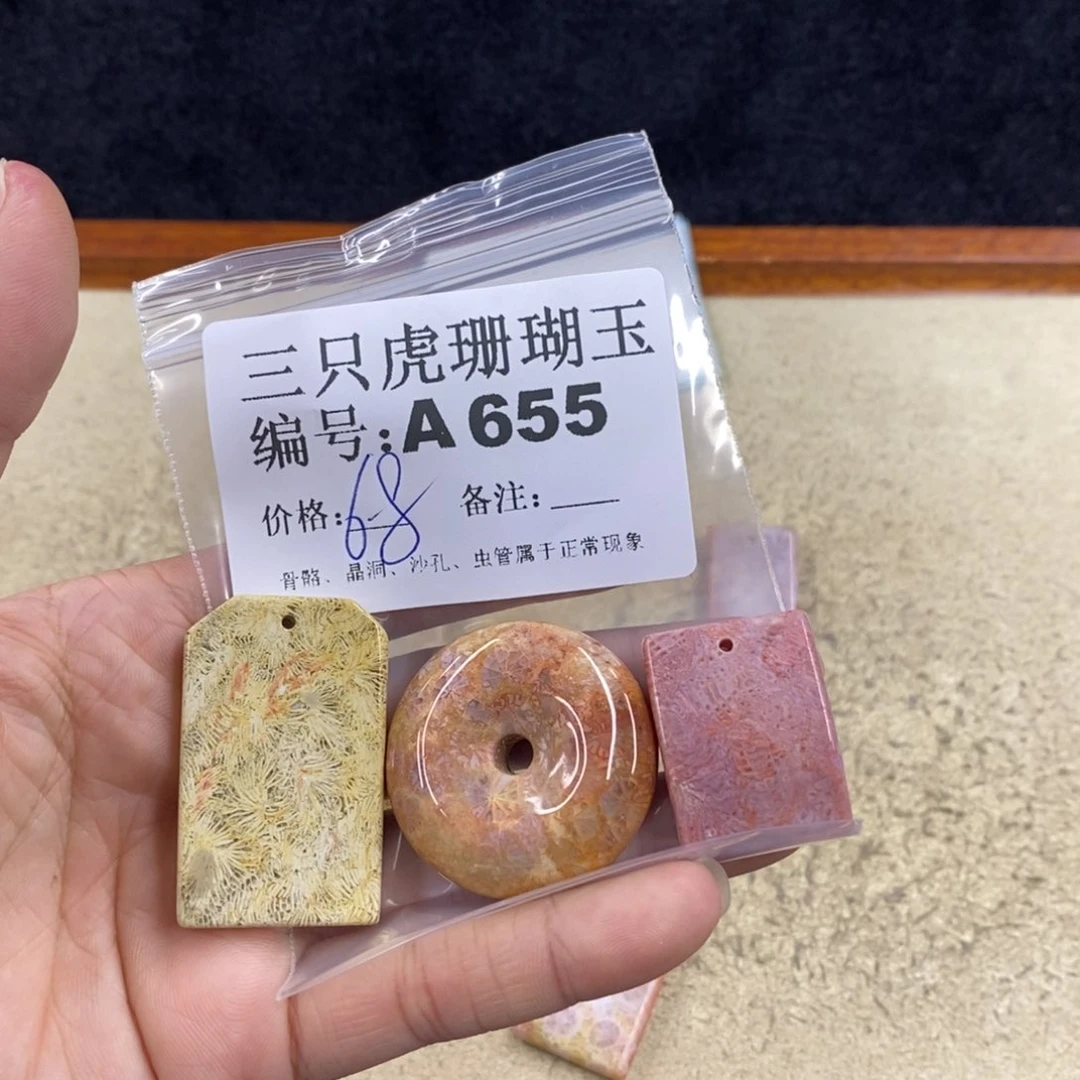 三只虎珊瑚玉
编号:A655
价格:68 备注:___
骨骼、晶洞、沙孔、虫管属于正常现象